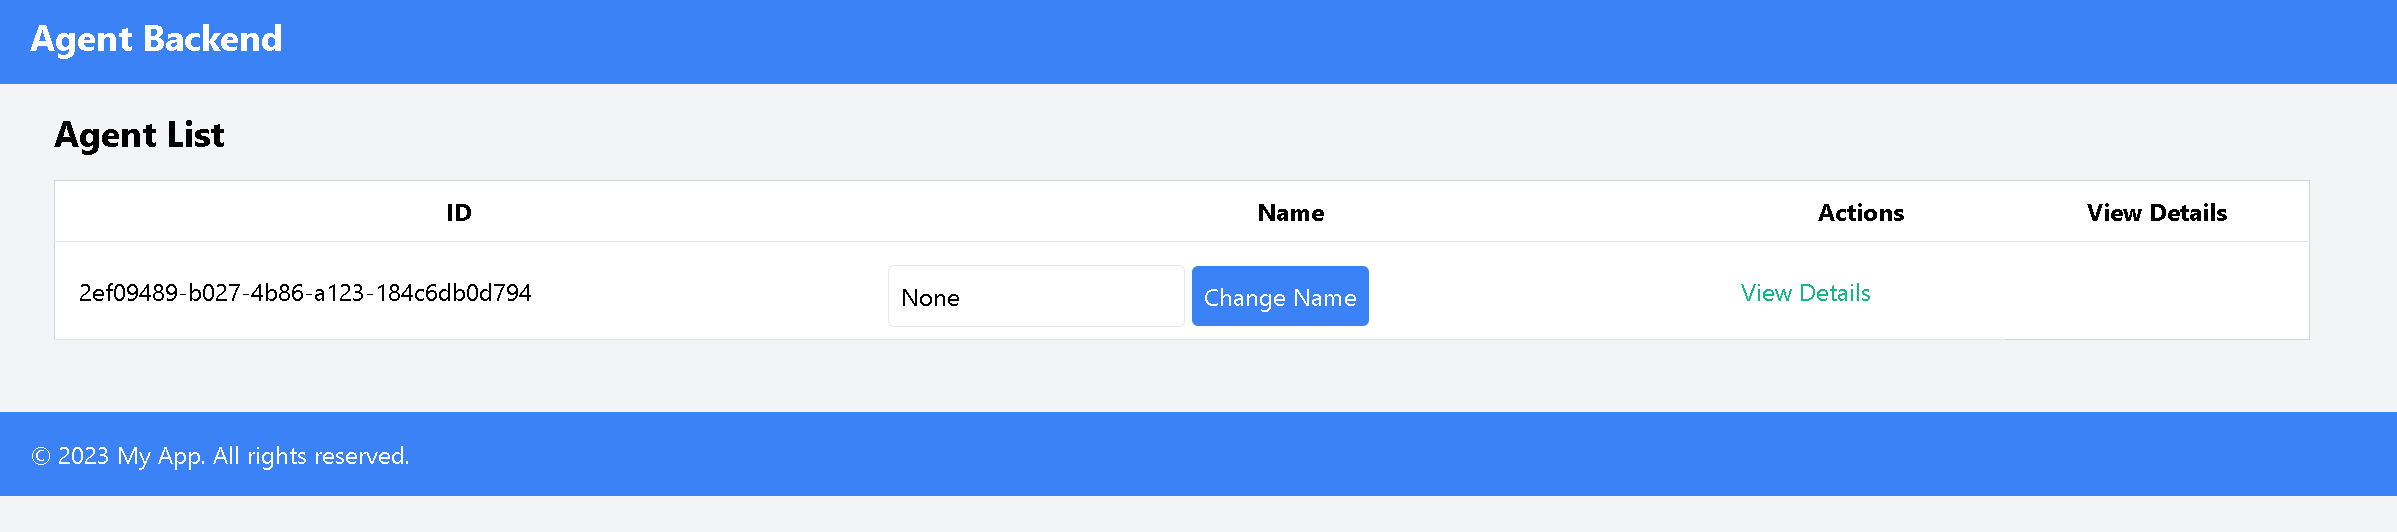 Agent Backend
Agent List
ID Name Actions View Details
2ef09489-b027-4b86-a123-184c6db0d794 None Change Name View Details
© 2023 My App. All rights reserved.